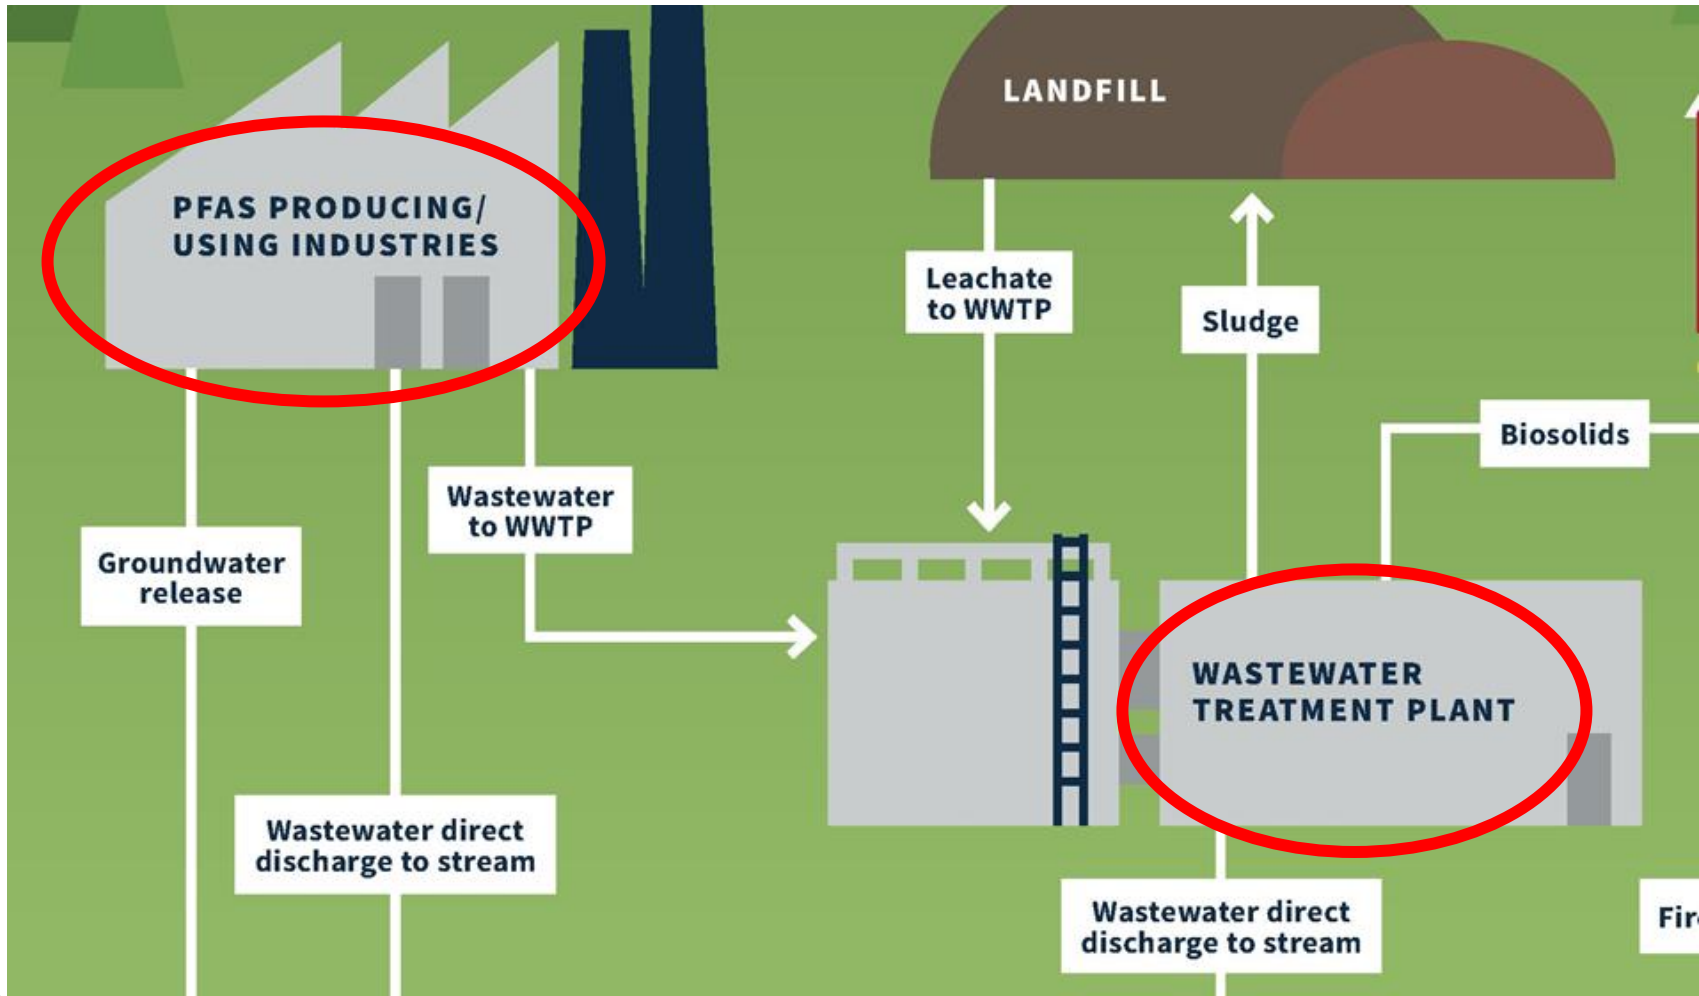 LANDFILL
PFAS PRODUCING/
USING INDUSTRIES
Leachate
to WWTP
Sludge
Biosolids
Wastewater
to WWTP
Groundwater
release
WASTEWATER
TREATMENT PLANT
Wastewater direct
discharge to stream
Wastewater direct
discharge to stream